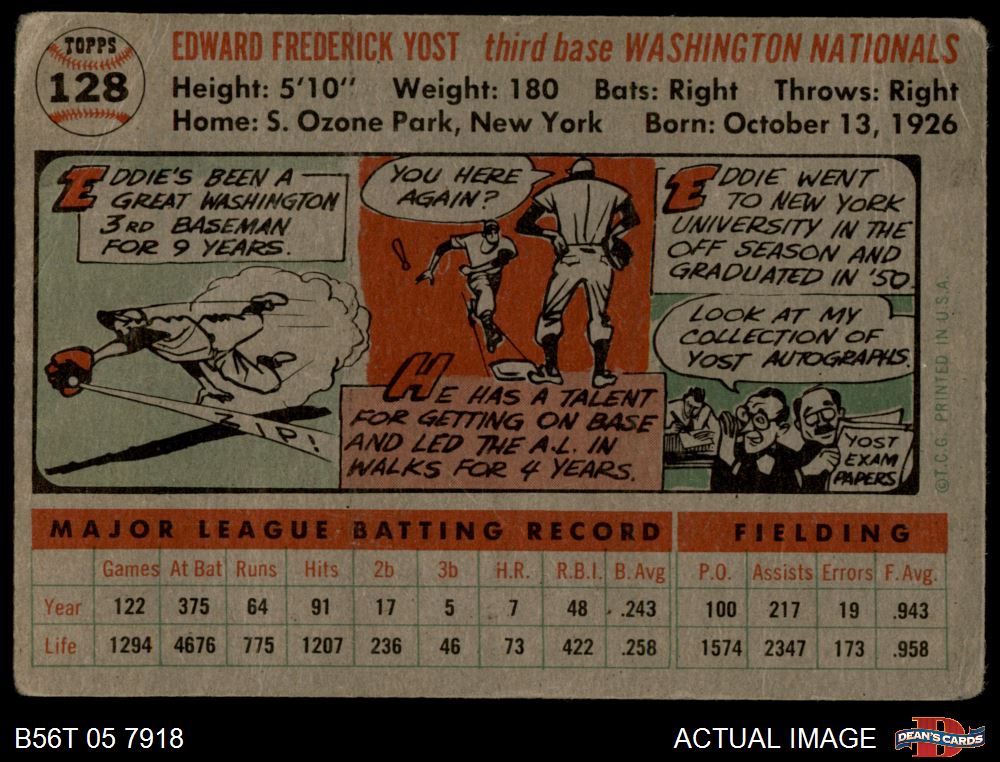 TOPPS
128
EDWARD FREDERICK YOST third base WASHINGTON NATIONALS
Height: 5'10" Weight: 180 Bats: Right Throws: Right
Home: S. Ozone Park, New York Born: October 13, 1926
EDDIE'S BEEN A
GREAT WASHINGTON
3RD BASEMAN
FOR 9 YEARS.
ZIP!
YOU HERE
AGAIN?
!
HE HAS A TALENT
FOR GETTING ON BASE
AND LED THE A.L. IN
WALKS FOR 4 YEARS.
EDDIE WENT
TO NEW YORK
UNIVERSITY IN THE
OFF SEASON AND
GRADUATED IN '50.
LOOK AT MY
COLLECTION OF
YOST AUTOGRAPHS.
YOST
EXAM
PAPERS
©T.C.G. PRINTED IN U.S.A.
MAJOR LEAGUE BATTING RECORD FIELDING
Games At Bat Runs Hits 2b 3b H.R. R.B.I. B. Avg P.O. Assists Errors F. Avg.
Year 122 375 64 91 17 5 7 48 .243 100 217 19 .943
Life 1294 4676 775 1207 236 46 73 422 .258 1574 2347 173 .958
B56T 05 7918 ACTUAL IMAGE D DEAN'S CARDS